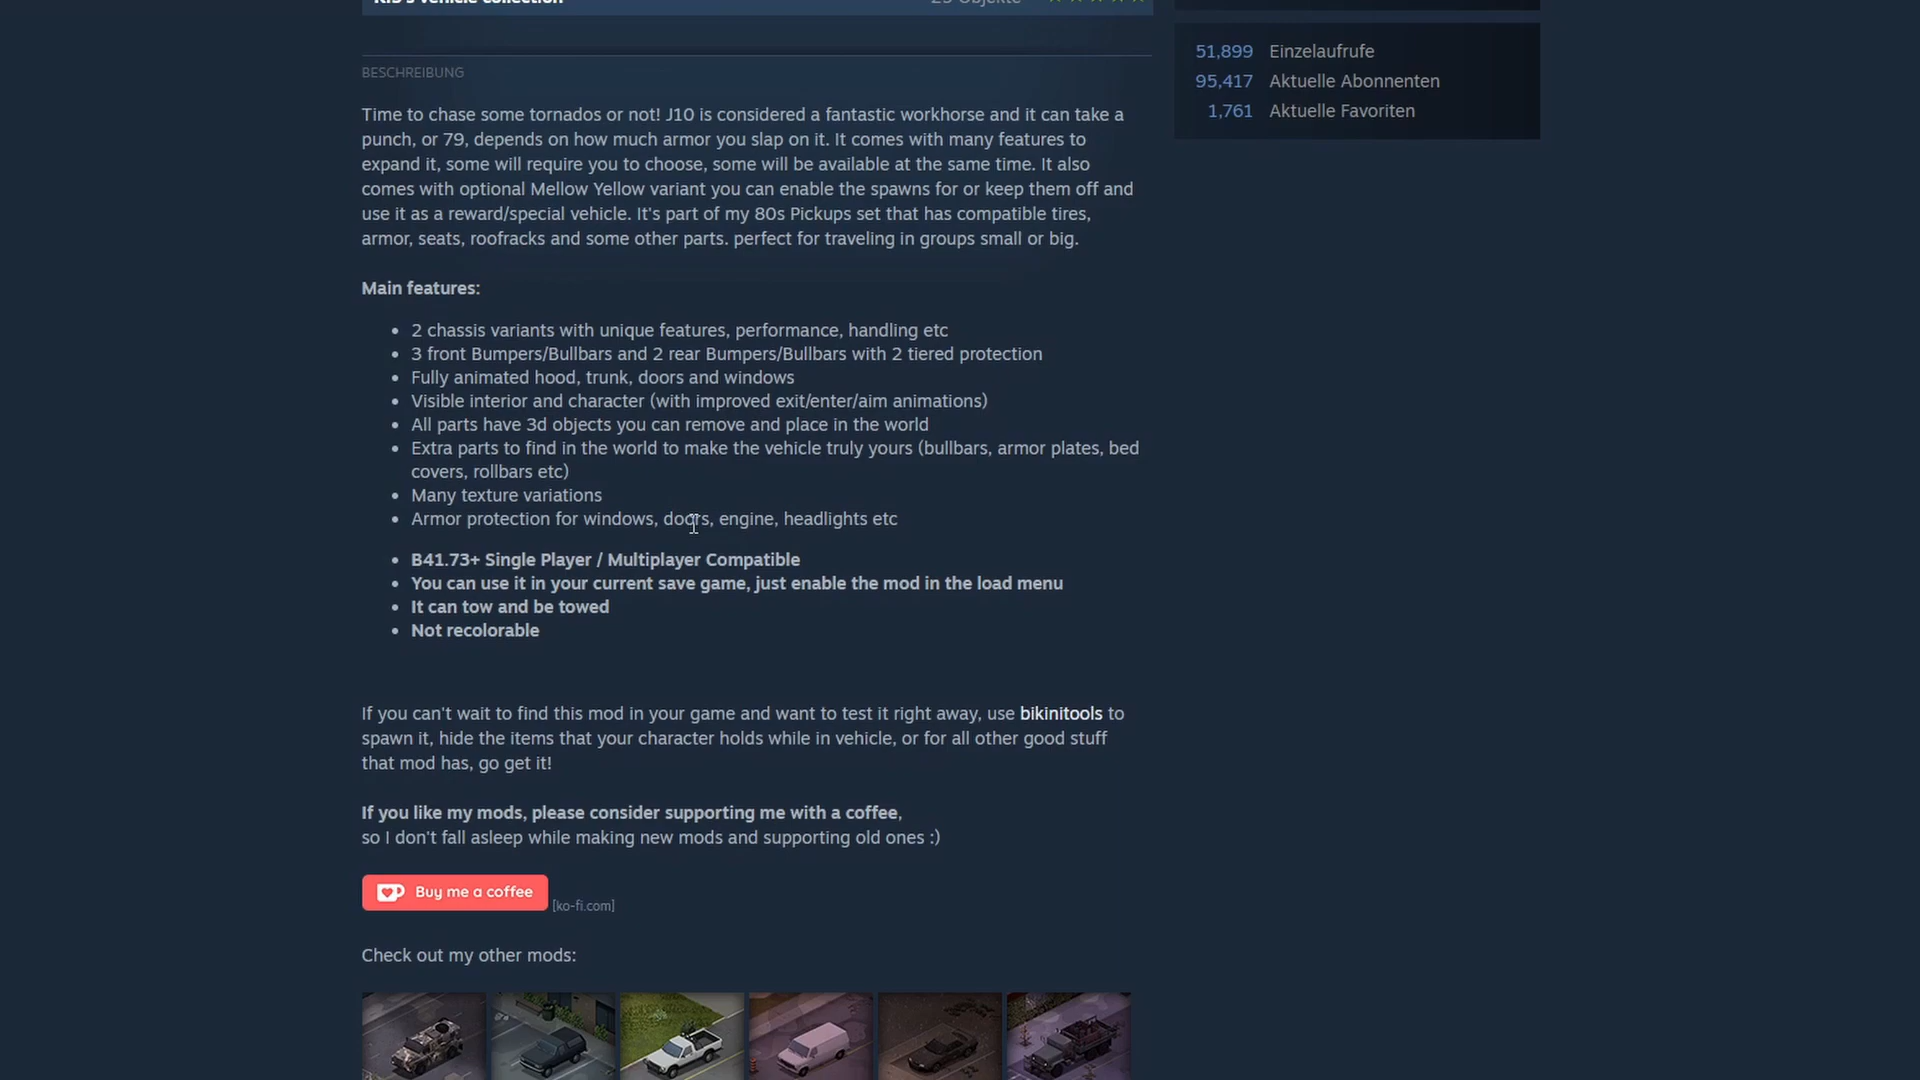 KI5's vehicle collection 25 Objekte
51,899 Einzelaufrufe
95,417 Aktuelle Abonnenten
1,761 Aktuelle Favoriten
BESCHREIBUNG
Time to chase some tornados or not! J10 is considered a fantastic workhorse and it can take a
punch, or 79, depends on how much armor you slap on it. It comes with many features to
expand it, some will require you to choose, some will be available at the same time. It also
comes with optional Mellow Yellow variant you can enable the spawns for or keep them off and
use it as a reward/special vehicle. It's part of my 80s Pickups set that has compatible tires,
armor, seats, roofracks and some other parts. perfect for traveling in groups small or big.
Main features:
• 2 chassis variants with unique features, performance, handling etc
• 3 front Bumpers/Bullbars and 2 rear Bumpers/Bullbars with 2 tiered protection
• Fully animated hood, trunk, doors and windows
• Visible interior and character (with improved exit/enter/aim animations)
• All parts have 3d objects you can remove and place in the world
• Extra parts to find in the world to make the vehicle truly yours (bullbars, armor plates, bed
covers, rollbars etc)
• Many texture variations
• Armor protection for windows, doors, engine, headlights etc
• B41.73+ Single Player / Multiplayer Compatible
• You can use it in your current save game, just enable the mod in the load menu
• It can tow and be towed
• Not recolorable
If you can't wait to find this mod in your game and want to test it right away, use bikinitools to
spawn it, hide the items that your character holds while in vehicle, or for all other good stuff
that mod has, go get it!
If you like my mods, please consider supporting me with a coffee,
so I don't fall asleep while making new mods and supporting old ones :)
Buy me a coffee [ko-fi.com]
Check out my other mods: